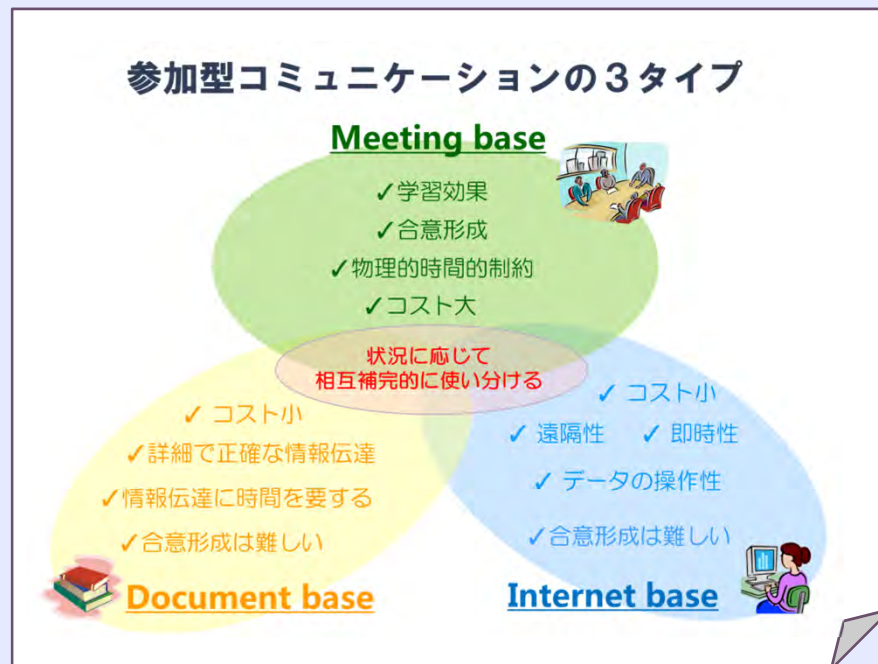 参加型コミュニケーションの３タイプ
Meeting base
✓学習効果
✓合意形成
✓物理的時間的制約
✓コスト大
状況に応じて
相互補完的に使い分ける
✓ コスト小
✓詳細で正確な情報伝達
✓情報伝達に時間を要する
✓合意形成は難しい
Document base
✓ コスト小
✓ 遠隔性 ✓ 即時性
✓ データの操作性
✓合意形成は難しい
Internet base